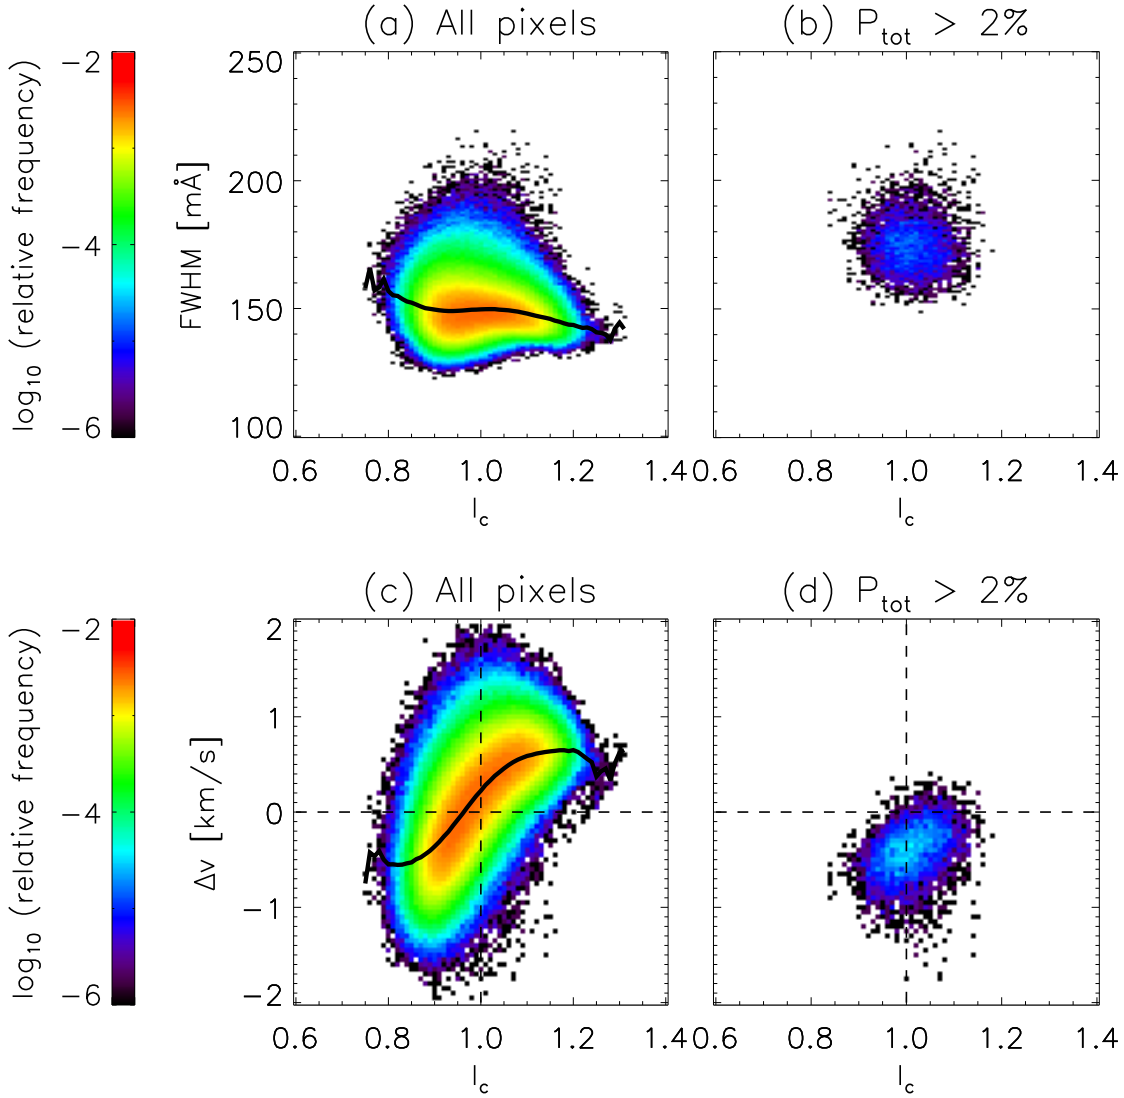 (a) All pixels
(b) P_tot > 2%
log₁₀ (relative frequency)
−2
−4
−6
FWHM [mÅ]
250
200
150
100
0.6 0.8 1.0 1.2 1.4
I_c
0.6 0.8 1.0 1.2 1.4
I_c
(c) All pixels
(d) P_tot > 2%
log₁₀ (relative frequency)
−2
−4
−6
Δv [km/s]
2
1
0
−1
−2
0.6 0.8 1.0 1.2 1.4
I_c
0.6 0.8 1.0 1.2 1.4
I_c